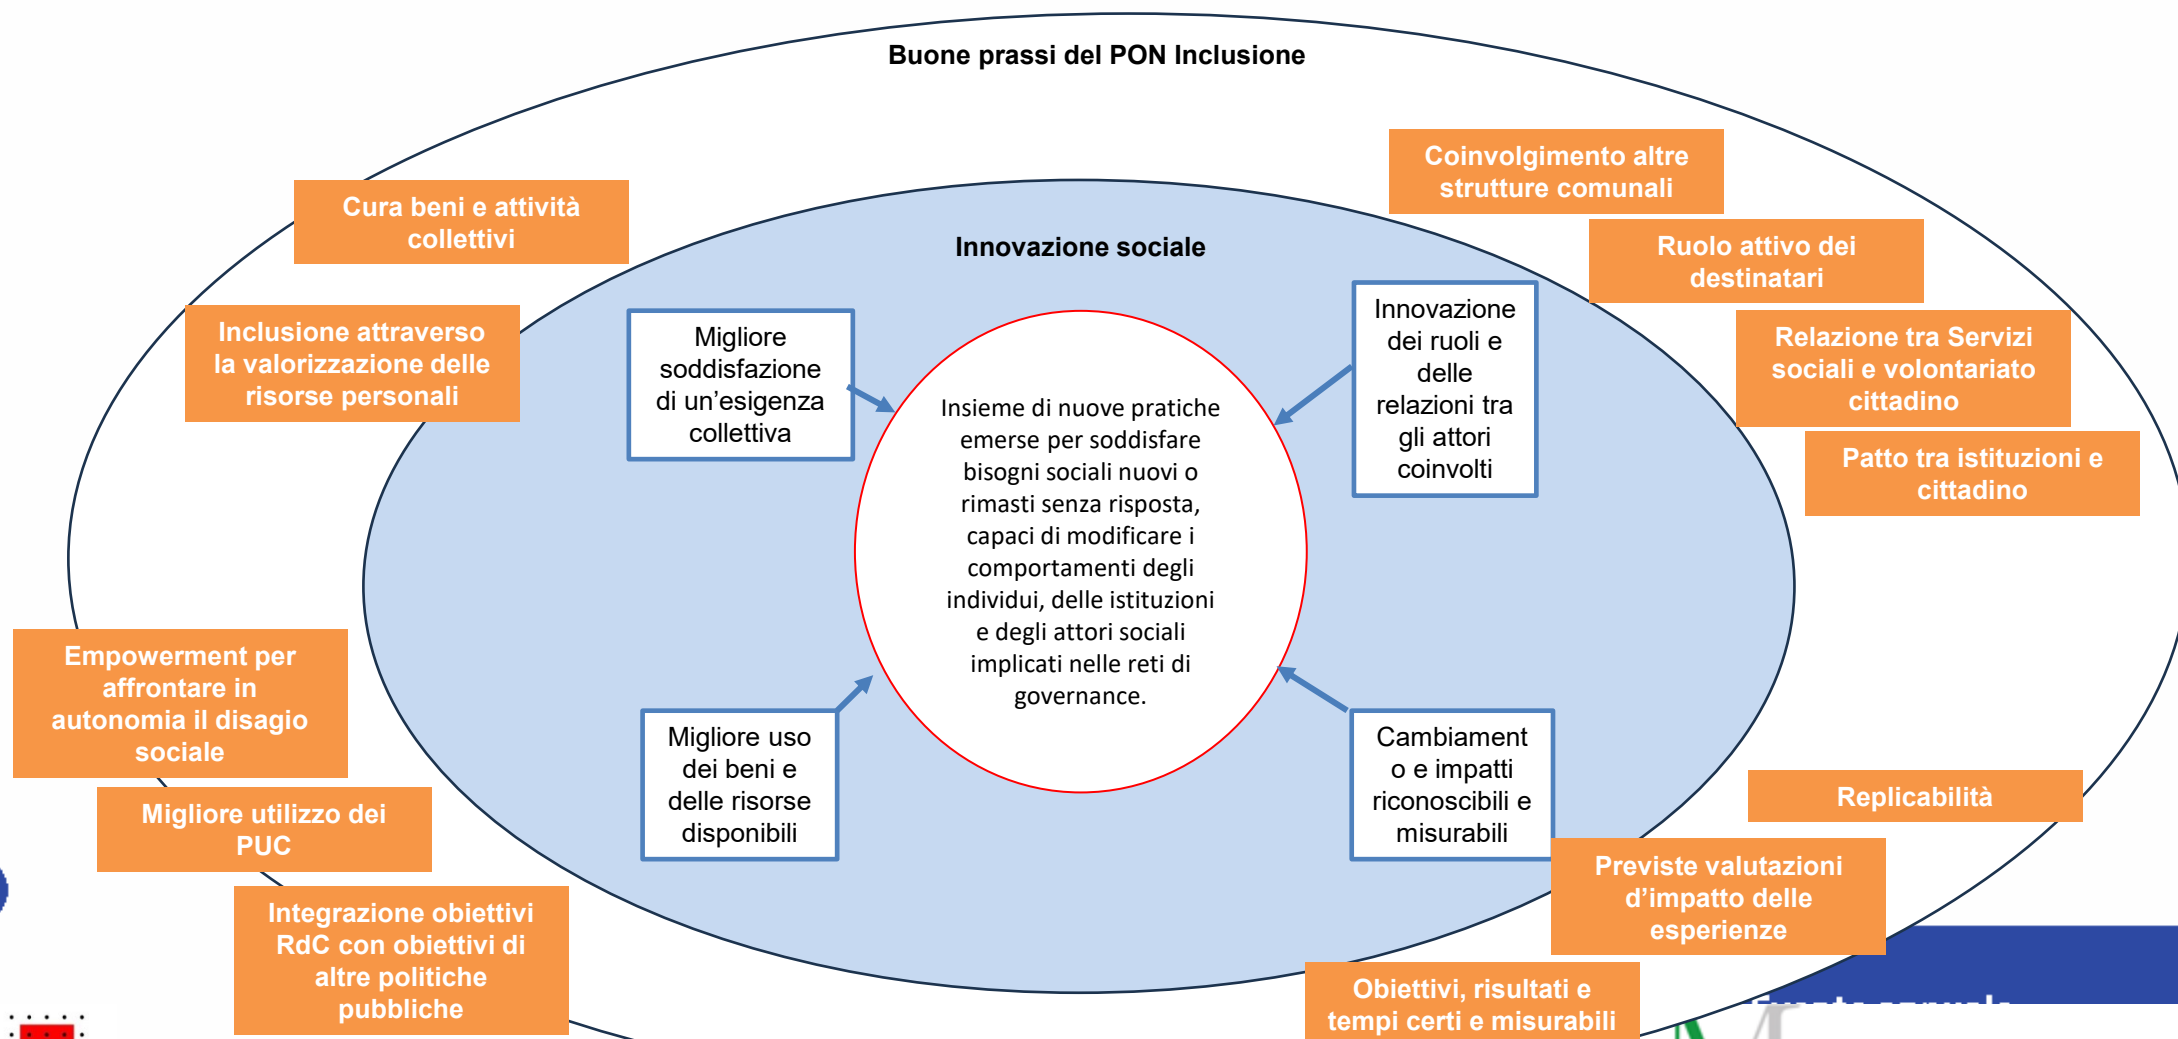 Buone prassi del PON Inclusione
Coinvolgimento altre
strutture comunali
Cura beni e attività
collettivi
Innovazione sociale
Ruolo attivo dei
destinatari
Inclusione attraverso
la valorizzazione delle
risorse personali
Migliore
soddisfazione
di un’esigenza
collettiva
Innovazione
dei ruoli e
delle
relazioni tra
gli attori
coinvolti
Relazione tra Servizi
sociali e volontariato
cittadino
Patto tra istituzioni e
cittadino
Insieme di nuove pratiche
emerse per soddisfare
bisogni sociali nuovi o
rimasti senza risposta,
capaci di modificare i
comportamenti degli
individui, delle istituzioni
e degli attori sociali
implicati nelle reti di
governance.
Empowerment per
affrontare in
autonomia il disagio
sociale
Migliore uso
dei beni e
delle risorse
disponibili
Cambiament
o e impatti
riconoscibili e
misurabili
Migliore utilizzo dei
PUC
Replicabilità
Previste valutazioni
d’impatto delle
esperienze
Integrazione obiettivi
RdC con obiettivi di
altre politiche
pubbliche
Obiettivi, risultati e
tempi certi e misurabili